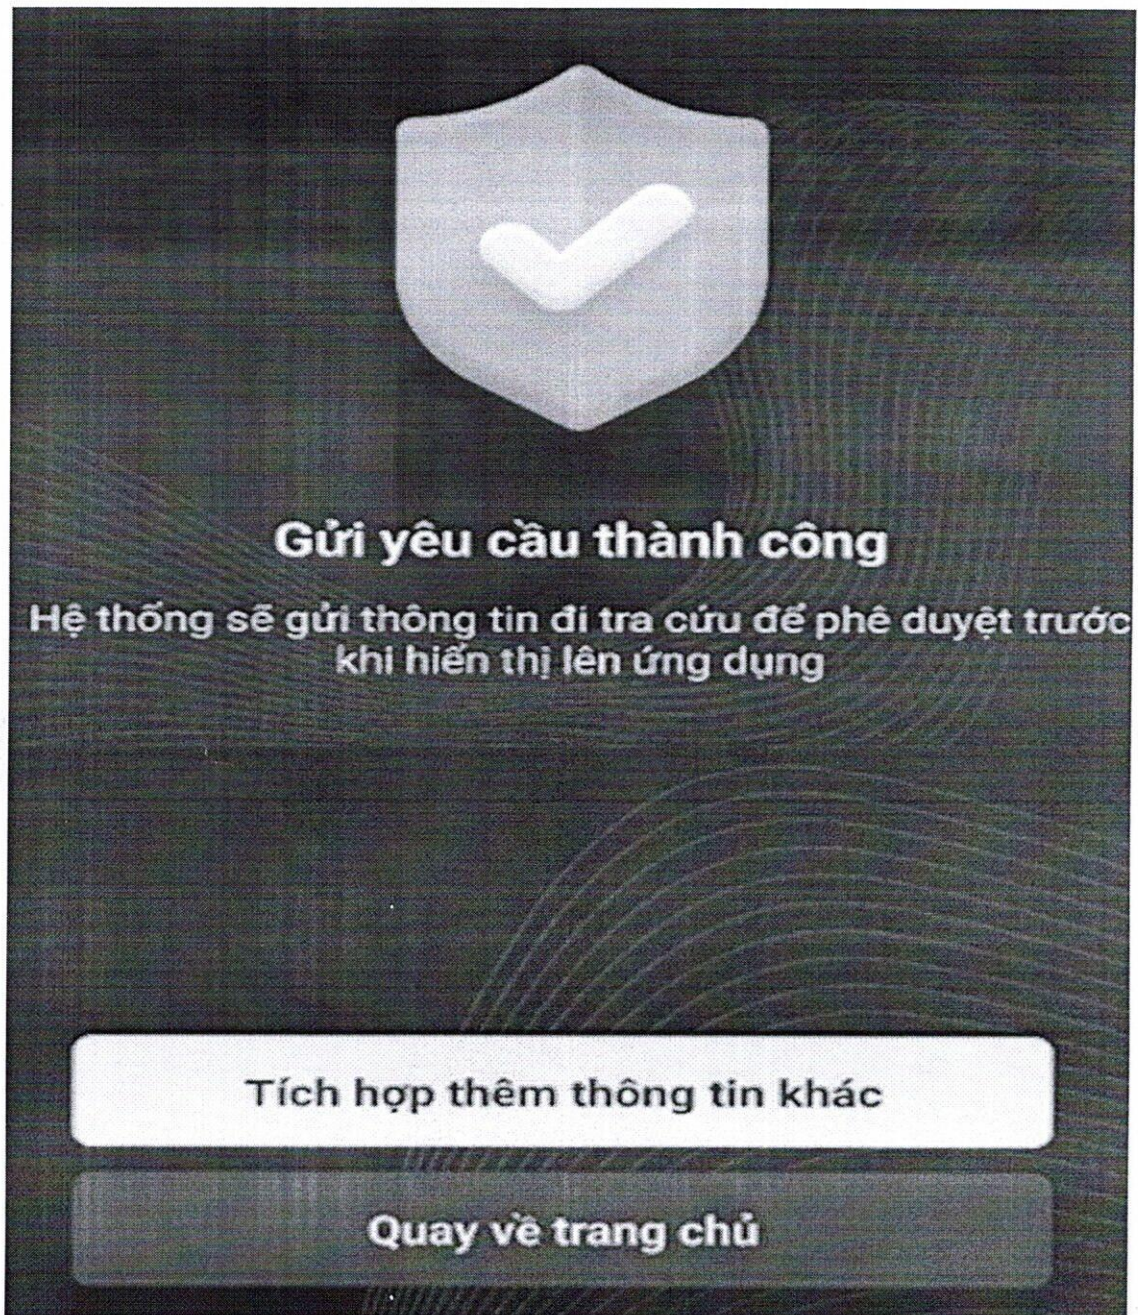 Gửi yêu cầu thành công
Hệ thống sẽ gửi thông tin đi tra cứu để phê duyệt trước
khi hiển thị lên ứng dụng
Tích hợp thêm thông tin khác
Quay về trang chủ